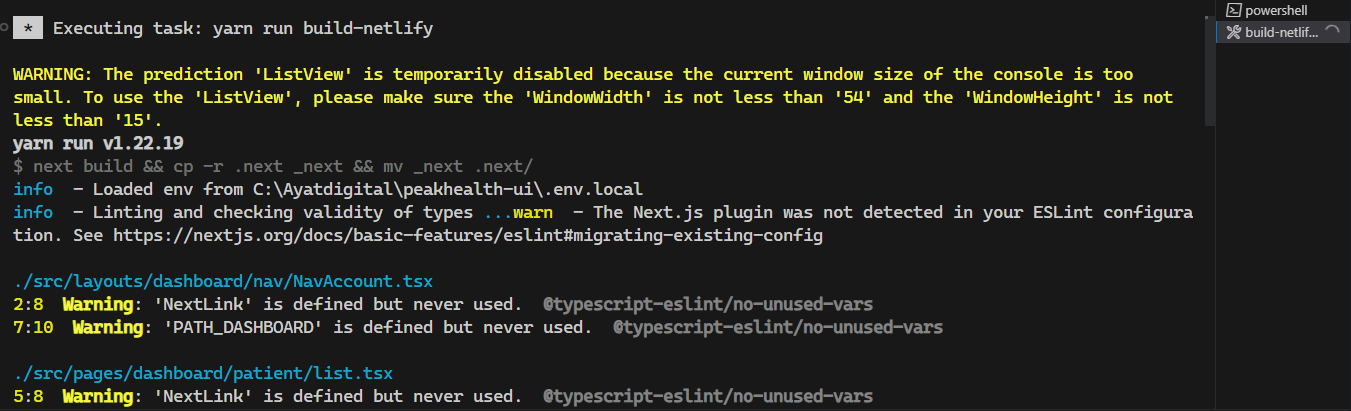 * Executing task: yarn run build-netlify
powershell
build-netlif...
WARNING: The prediction 'ListView' is temporarily disabled because the current window size of the console is too
small. To use the 'ListView', please make sure the 'WindowWidth' is not less than '54' and the 'WindowHeight' is not
less than '15'.
yarn run v1.22.19
$ next build && cp -r .next _next && mv _next .next/
info  - Loaded env from C:\Ayatdigital\peakhealth-ui\.env.local
info  - Linting and checking validity of types ...warn  - The Next.js plugin was not detected in your ESLint configura
tion. See https://nextjs.org/docs/basic-features/eslint#migrating-existing-config
./src/layouts/dashboard/nav/NavAccount.tsx
2:8  Warning: 'NextLink' is defined but never used.  @typescript-eslint/no-unused-vars
7:10  Warning: 'PATH_DASHBOARD' is defined but never used.  @typescript-eslint/no-unused-vars
./src/pages/dashboard/patient/list.tsx
5:8  Warning: 'NextLink' is defined but never used.  @typescript-eslint/no-unused-vars